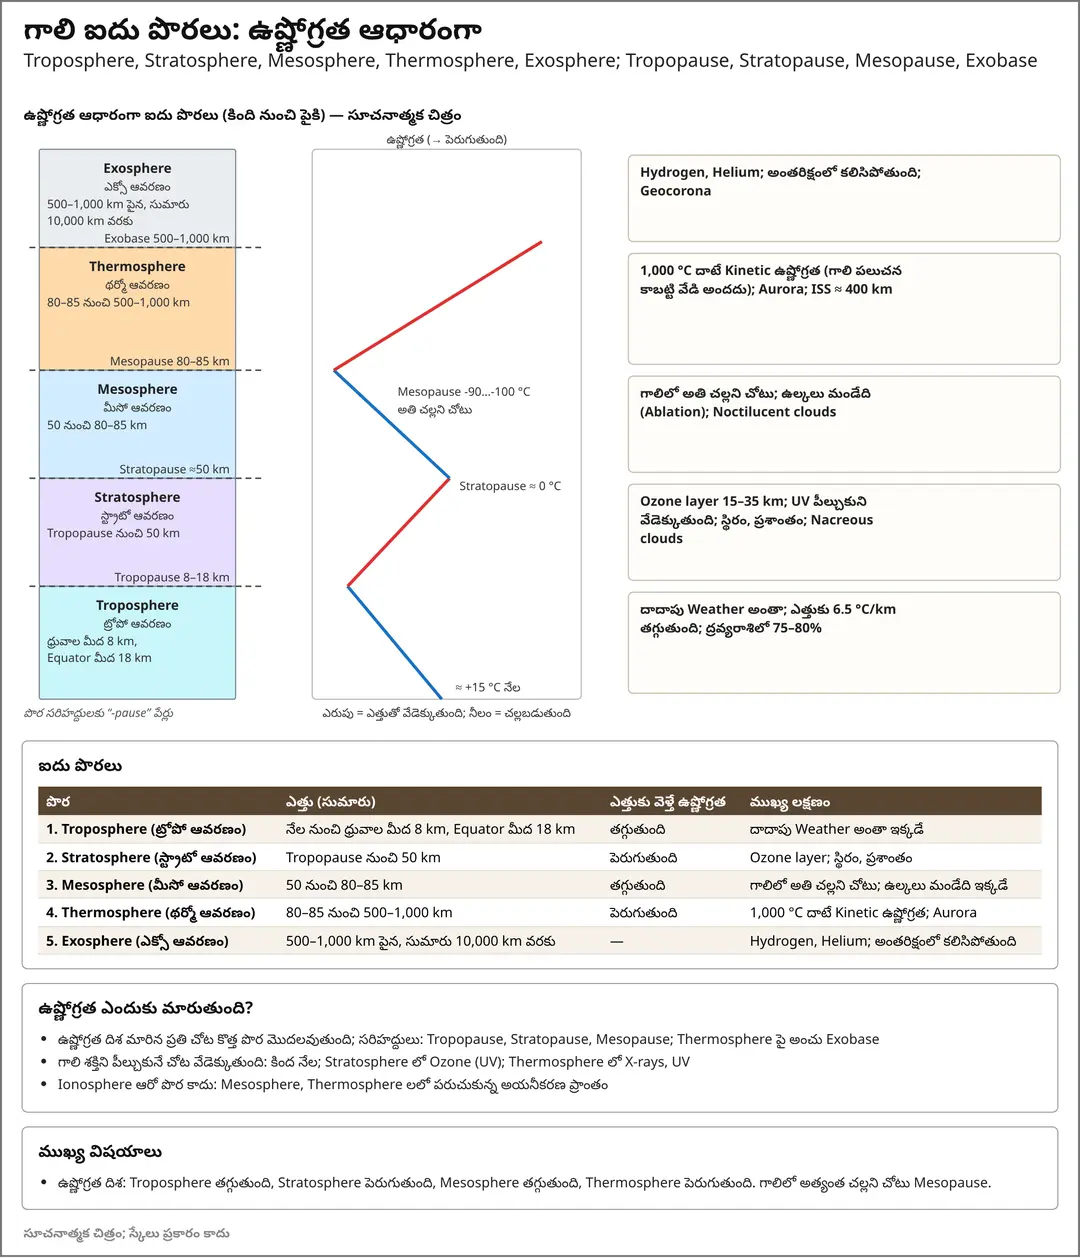 గాలి ఐదు పొరలు: ఉష్ణోగ్రత ఆధారంగా
Troposphere, Stratosphere, Mesosphere, Thermosphere, Exosphere; Tropopause, Stratopause, Mesopause, Exobase
ఉష్ణోగ్రత ఆధారంగా ఐదు పొరలు (కింది నుంచి పైకి) — సూచనాత్మక చిత్రం
Exosphere
ఎక్సో ఆవరణం
500–1,000 km పైన, సుమారు
10,000 km వరకు
Exobase 500–1,000 km
Thermosphere
థర్మో ఆవరణం
80–85 నుంచి 500–1,000 km
Mesopause 80–85 km
Mesosphere
మీసో ఆవరణం
50 నుంచి 80–85 km
Stratopause ≈50 km
Stratosphere
స్ట్రాటో ఆవరణం
Tropopause నుంచి 50 km
Tropopause 8–18 km
Troposphere
ట్రోపో ఆవరణం
ధ్రువాల మీద 8 km,
Equator మీద 18 km
పొర సరిహద్దులకు "-pause" పేర్లు
ఉష్ణోగ్రత (→ పెరుగుతుంది)
Mesopause -90…-100 °C
అతి చల్లని చోటు
Stratopause ≈ 0 °C
≈ +15 °C నేల
ఎరుపు = ఎత్తుతో వేడెక్కుతుంది; నీలం = చల్లబడుతుంది
Hydrogen, Helium; అంతరిక్షంలో కలిసిపోతుంది;
Geocorona
1,000 °C దాటే Kinetic ఉష్ణోగ్రత (గాలి పలుచన
కాబట్టి వేడి అందదు); Aurora; ISS ≈ 400 km
గాలిలో అతి చల్లని చోటు; ఉల్కలు మండేది
(Ablation); Noctilucent clouds
Ozone layer 15–35 km; UV పీల్చుకుని
వేడెక్కుతుంది; స్థిరం, ప్రశాంతం; Nacreous
clouds
దాదాపు Weather అంతా; ఎత్తుకు 6.5 °C/km
తగ్గుతుంది; ద్రవ్యరాశిలో 75–80%
ఐదు పొరలు
పొర ఎత్తు (సుమారు) ఎత్తుకు వెళ్తే ఉష్ణోగ్రత ముఖ్య లక్షణం
1. Troposphere (ట్రోపో ఆవరణం) నేల నుంచి ధ్రువాల మీద 8 km, Equator మీద 18 km తగ్గుతుంది దాదాపు Weather అంతా ఇక్కడే
2. Stratosphere (స్ట్రాటో ఆవరణం) Tropopause నుంచి 50 km పెరుగుతుంది Ozone layer; స్థిరం, ప్రశాంతం
3. Mesosphere (మీసో ఆవరణం) 50 నుంచి 80–85 km తగ్గుతుంది గాలిలో అతి చల్లని చోటు; ఉల్కలు మండేది ఇక్కడే
4. Thermosphere (థర్మో ఆవరణం) 80–85 నుంచి 500–1,000 km పెరుగుతుంది 1,000 °C దాటే Kinetic ఉష్ణోగ్రత; Aurora
5. Exosphere (ఎక్సో ఆవరణం) 500–1,000 km పైన, సుమారు 10,000 km వరకు — Hydrogen, Helium; అంతరిక్షంలో కలిసిపోతుంది
ఉష్ణోగ్రత ఎందుకు మారుతుంది?
• ఉష్ణోగ్రత దిశ మారిన ప్రతి చోట కొత్త పొర మొదలవుతుంది; సరిహద్దులు: Tropopause, Stratopause, Mesopause; Thermosphere పై అంచు Exobase
• గాలి శక్తిని పీల్చుకునే చోట వేడెక్కుతుంది: కింద నేల; Stratosphere లో Ozone (UV); Thermosphere లో X-rays, UV
• Ionosphere ఆరో పొర కాదు: Mesosphere, Thermosphere లలో పరుచుకున్న అయనీకరణ ప్రాంతం
ముఖ్య విషయాలు
• ఉష్ణోగ్రత దిశ: Troposphere తగ్గుతుంది, Stratosphere పెరుగుతుంది, Mesosphere తగ్గుతుంది, Thermosphere పెరుగుతుంది. గాలిలో అత్యంత చల్లని చోటు Mesopause.
సూచనాత్మక చిత్రం; స్కేలు ప్రకారం కాదు